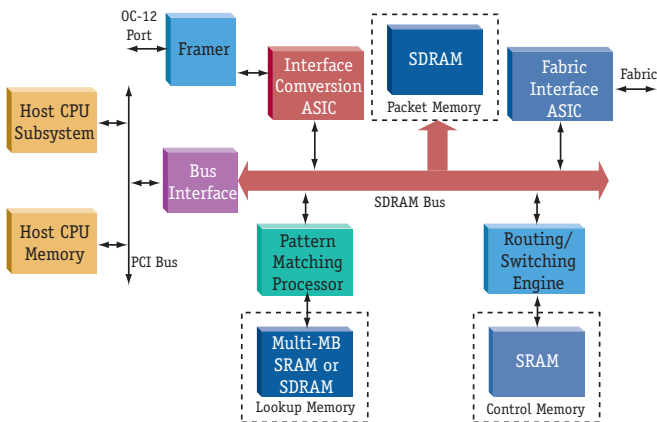 OC-12
Port
Framer
Interface
Comversion
ASIC
SDRAM
Packet Memory
Fabric
Interface
ASIC
Fabric
Host CPU
Subsystem
Bus
Interface
SDRAM Bus
Host CPU
Memory
PCI Bus
Pattern
Matching
Processor
Routing/
Switching
Engine
Multi-MB
SRAM or
SDRAM
Lookup Memory
SRAM
Control Memory